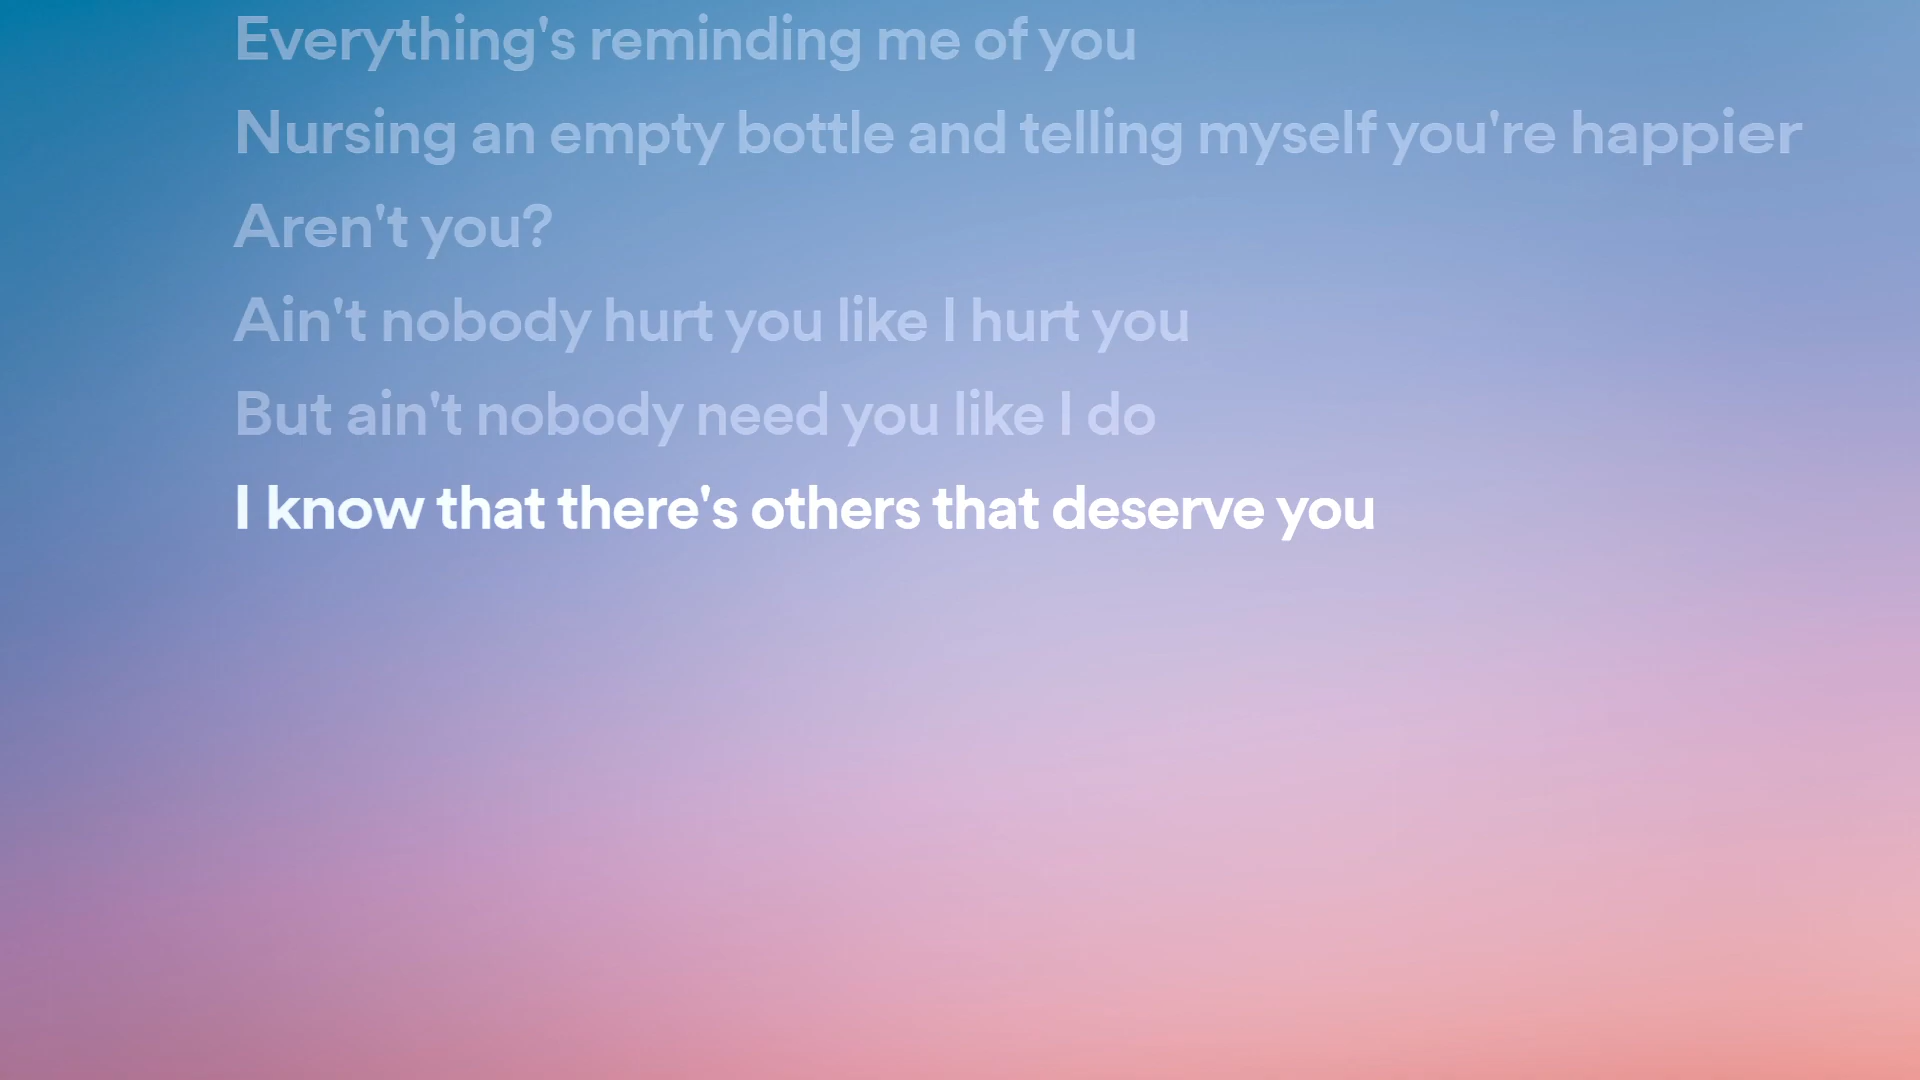 Everything's reminding me of you
Nursing an empty bottle and telling myself you're happier
Aren't you?
Ain't nobody hurt you like I hurt you
But ain't nobody need you like I do
I know that there's others that deserve you